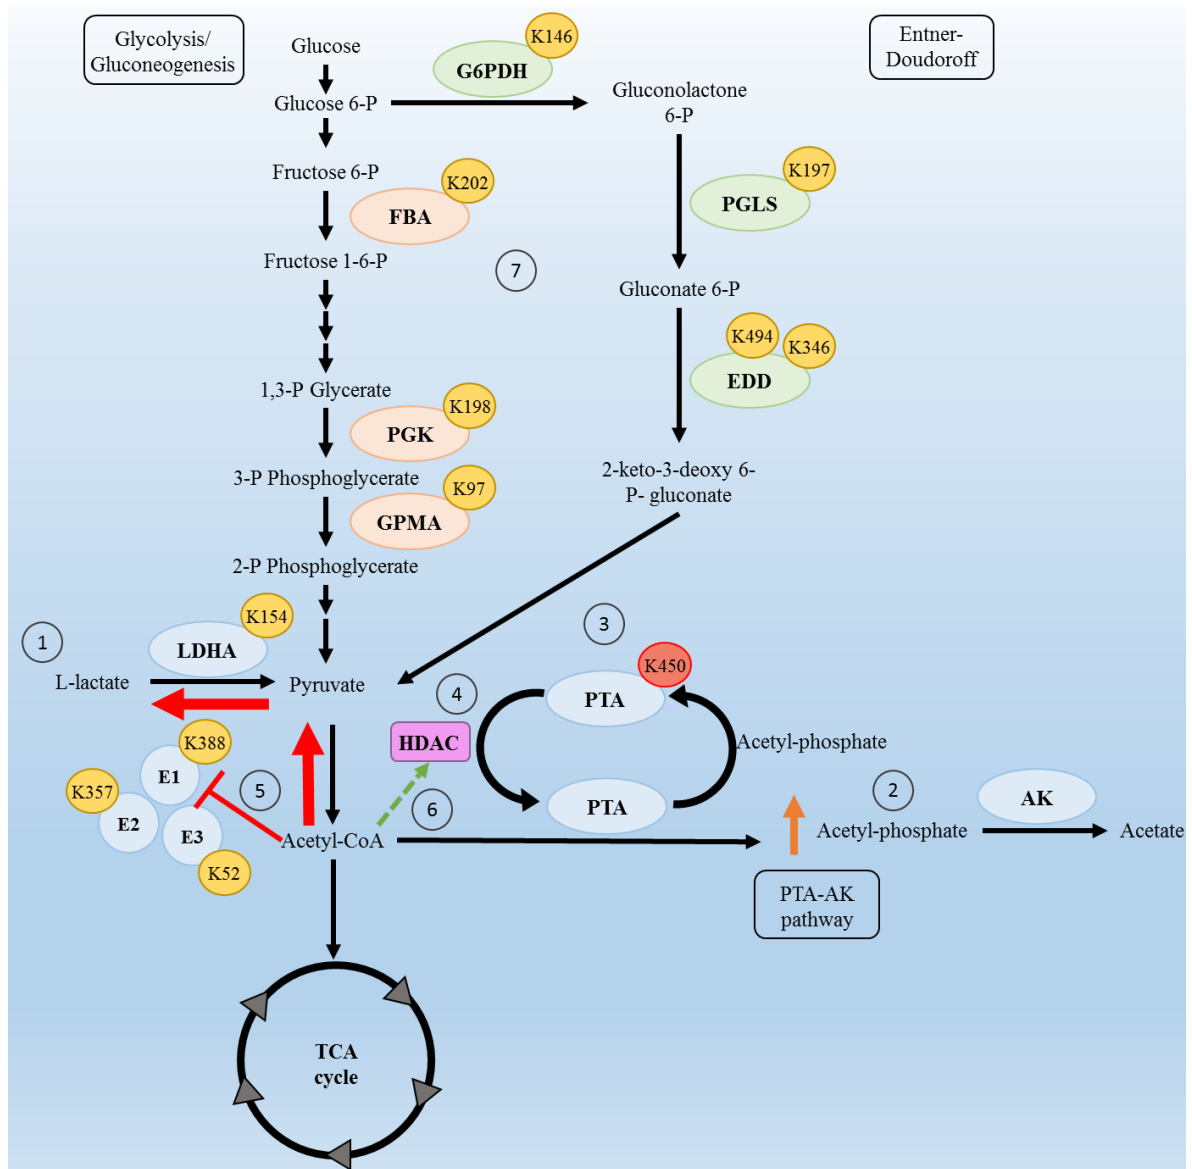 Glycolysis/
Gluconeogenesis
Glucose
K146
G6PDH
Entner-
Doudoroff
Glucose 6-P
Gluconolactone
6-P
Fructose 6-P
K202
FBA
K197
PGLS
Fructose 1-6-P
7
Gluconate 6-P
K494
K346
EDD
1,3-P Glycerate
K198
PGK
3-P Phosphoglycerate
K97
GPMA
2-keto-3-deoxy 6-
P- gluconate
2-P Phosphoglycerate
1
K154
LDHA
L-lactate
Pyruvate
3
K450
PTA
4
HDAC
Acetyl-phosphate
PTA
K388
E1
K357
E2
E3
K52
5
6
Acetyl-CoA
2
AK
Acetyl-phosphate
Acetate
PTA-AK
pathway
TCA
cycle